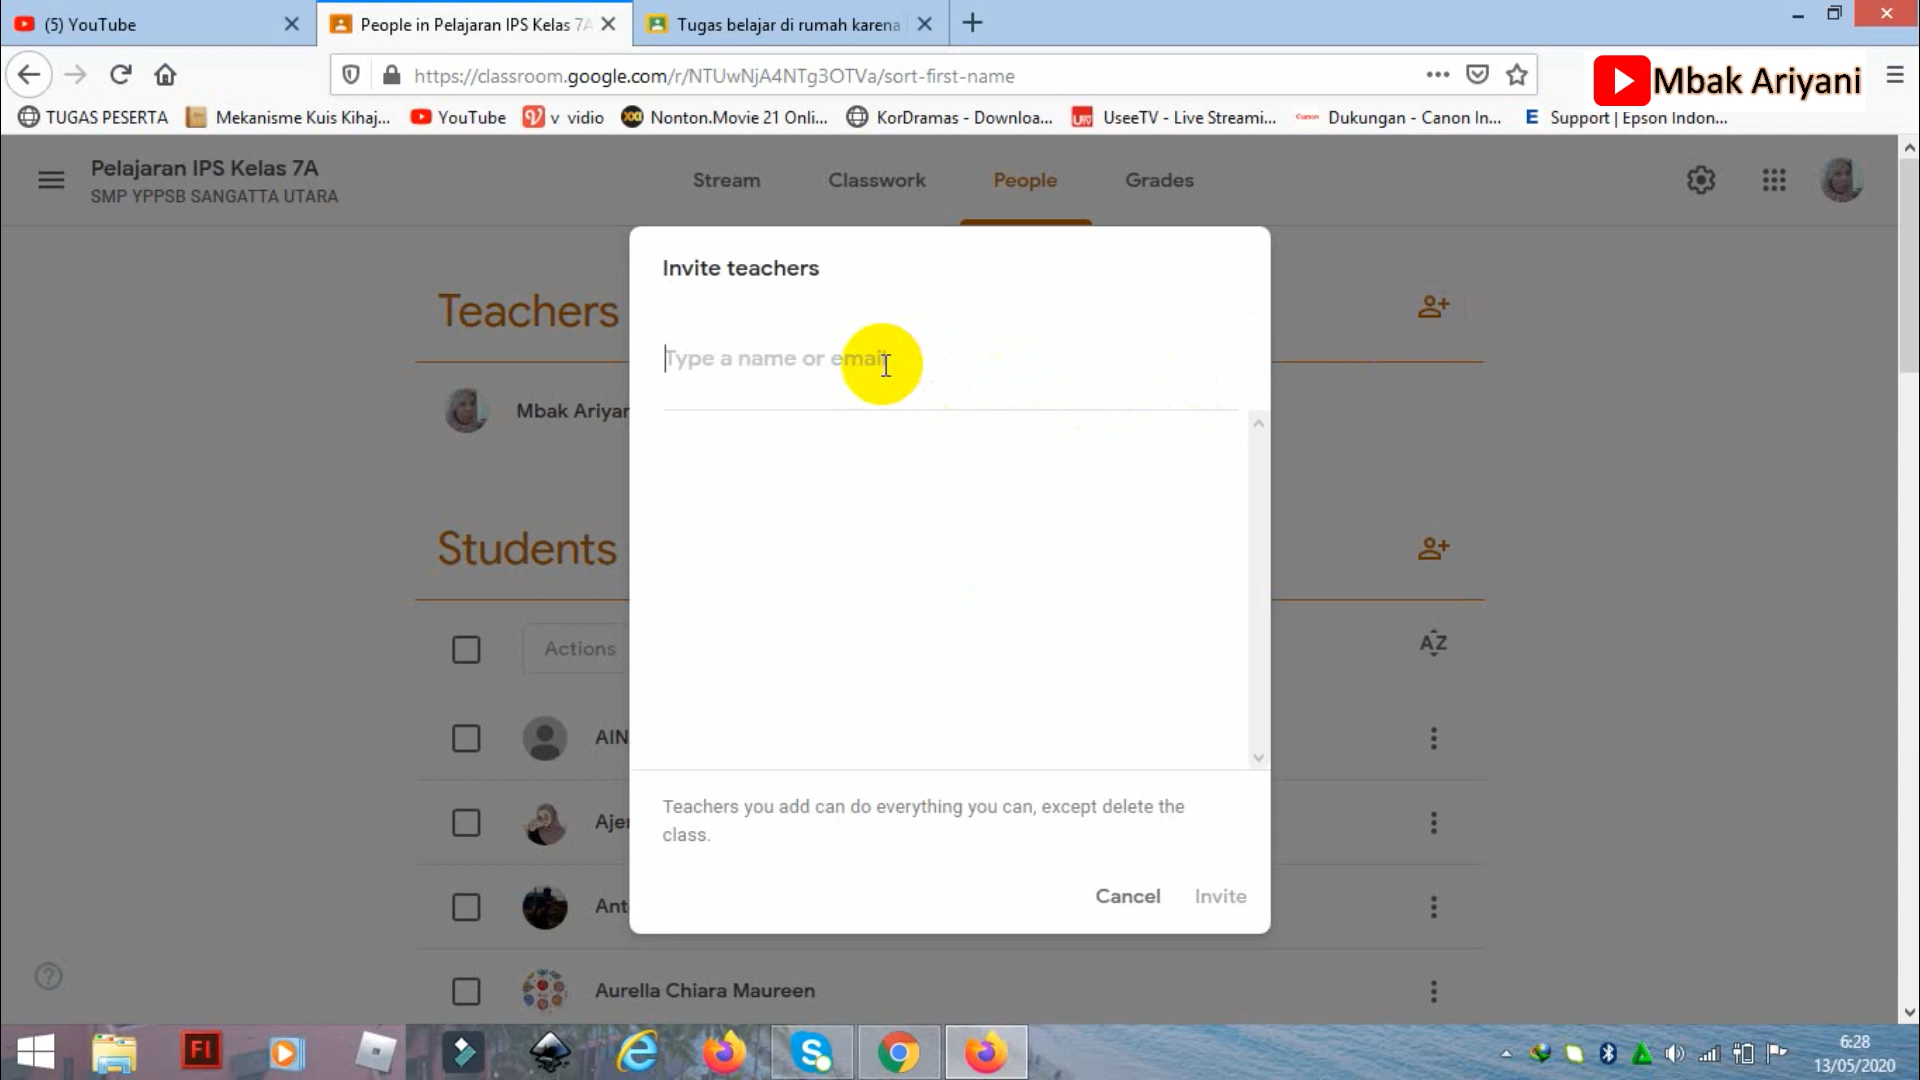 (5) YouTube
People in Pelajaran IPS Kelas 7A
Tugas belajar di rumah karena
https://classroom.google.com/r/NTUwNjA4NTg3OTVa/sort-first-name
Mbak Ariyani
TUGAS PESERTA
Mekanisme Kuis Kihaj...
YouTube
v vidio
Nonton.Movie 21 Onli...
KorDramas - Downloa...
UseeTV - Live Streami...
Dukungan - Canon In...
Support | Epson Indon...
Pelajaran IPS Kelas 7A
SMP YPPSB SANGATTA UTARA
Stream
Classwork
People
Grades
Invite teachers
Teachers
Type a name or email
Mbak Ariyan
Students
Actions
AZ
AIN
Ajer
Ant
Teachers you add can do everything you can, except delete the
class.
Cancel
Invite
Aurella Chiara Maureen
6:28
13/05/2020